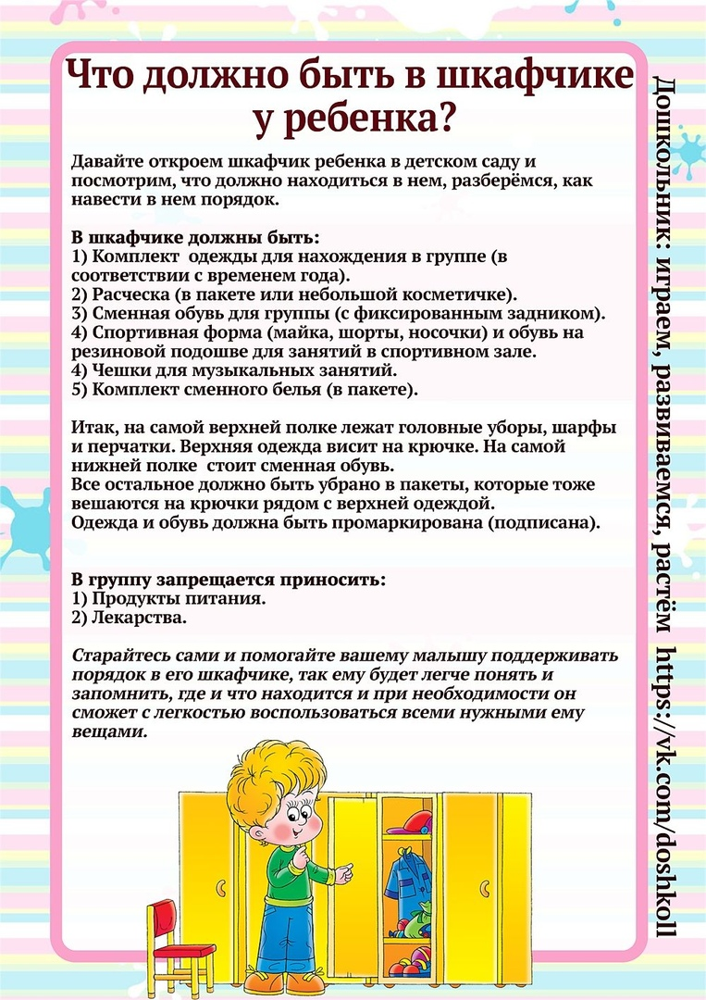 Что должно быть в шкафчике
у ребенка?
Давайте откроем шкафчик ребенка в детском саду и
посмотрим, что должно находиться в нем, разберёмся, как
навести в нем порядок.
В шкафчике должны быть:
1) Комплект  одежды для нахождения в группе (в
соответствии с временем года).
2) Расческа (в пакете или небольшой косметичке).
3) Сменная обувь для группы (с фиксированным задником).
4) Спортивная форма (майка, шорты, носочки) и обувь на
резиновой подошве для занятий в спортивном зале.
4) Чешки для музыкальных занятий.
5) Комплект сменного белья (в пакете).
Итак, на самой верхней полке лежат головные уборы, шарфы
и перчатки. Верхняя одежда висит на крючке. На самой
нижней полке  стоит сменная обувь.
Все остальное должно быть убрано в пакеты, которые тоже
вешаются на крючки рядом с верхней одеждой.
Одежда и обувь должна быть промаркирована (подписана).
В группу запрещается приносить:
1) Продукты питания.
2) Лекарства.
Старайтесь сами и помогайте вашему малышу поддерживать
порядок в его шкафчике, так ему будет легче понять и
запомнить, где и что находится и при необходимости он
сможет с легкостью воспользоваться всеми нужными ему
вещами.
Дошкольник: играем, развиваемся, растём  https://vk.com/doshkoll